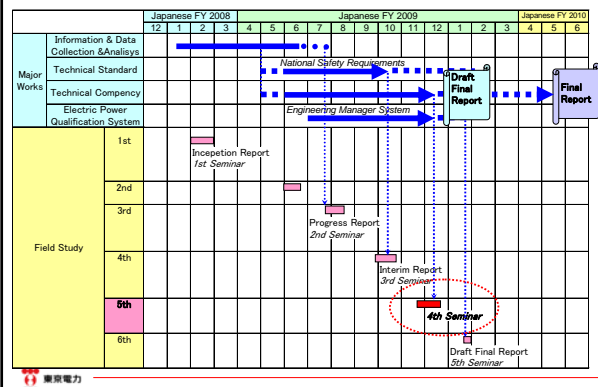 Japanese FY 2008 Japanese FY 2009 Japanese FY 2010
12 1 2 3 4 5 6 7 8 9 10 11 12 1 2 3 4 5 6
Major Works
Information & Data Collection &Analisys
Technical Standard
National Safety Requirements
Technical Compency
Electric Power Qualification System
Engineering Manager System
Draft Final Report
Final Report
Field Study
1st
Incepetion Report
1st Seminar
2nd
3rd
Progress Report
2nd Seminar
4th
Interim Report
3rd Seminar
5th
4th Seminar
6th
Draft Final Report
5th Seminar
東京電力